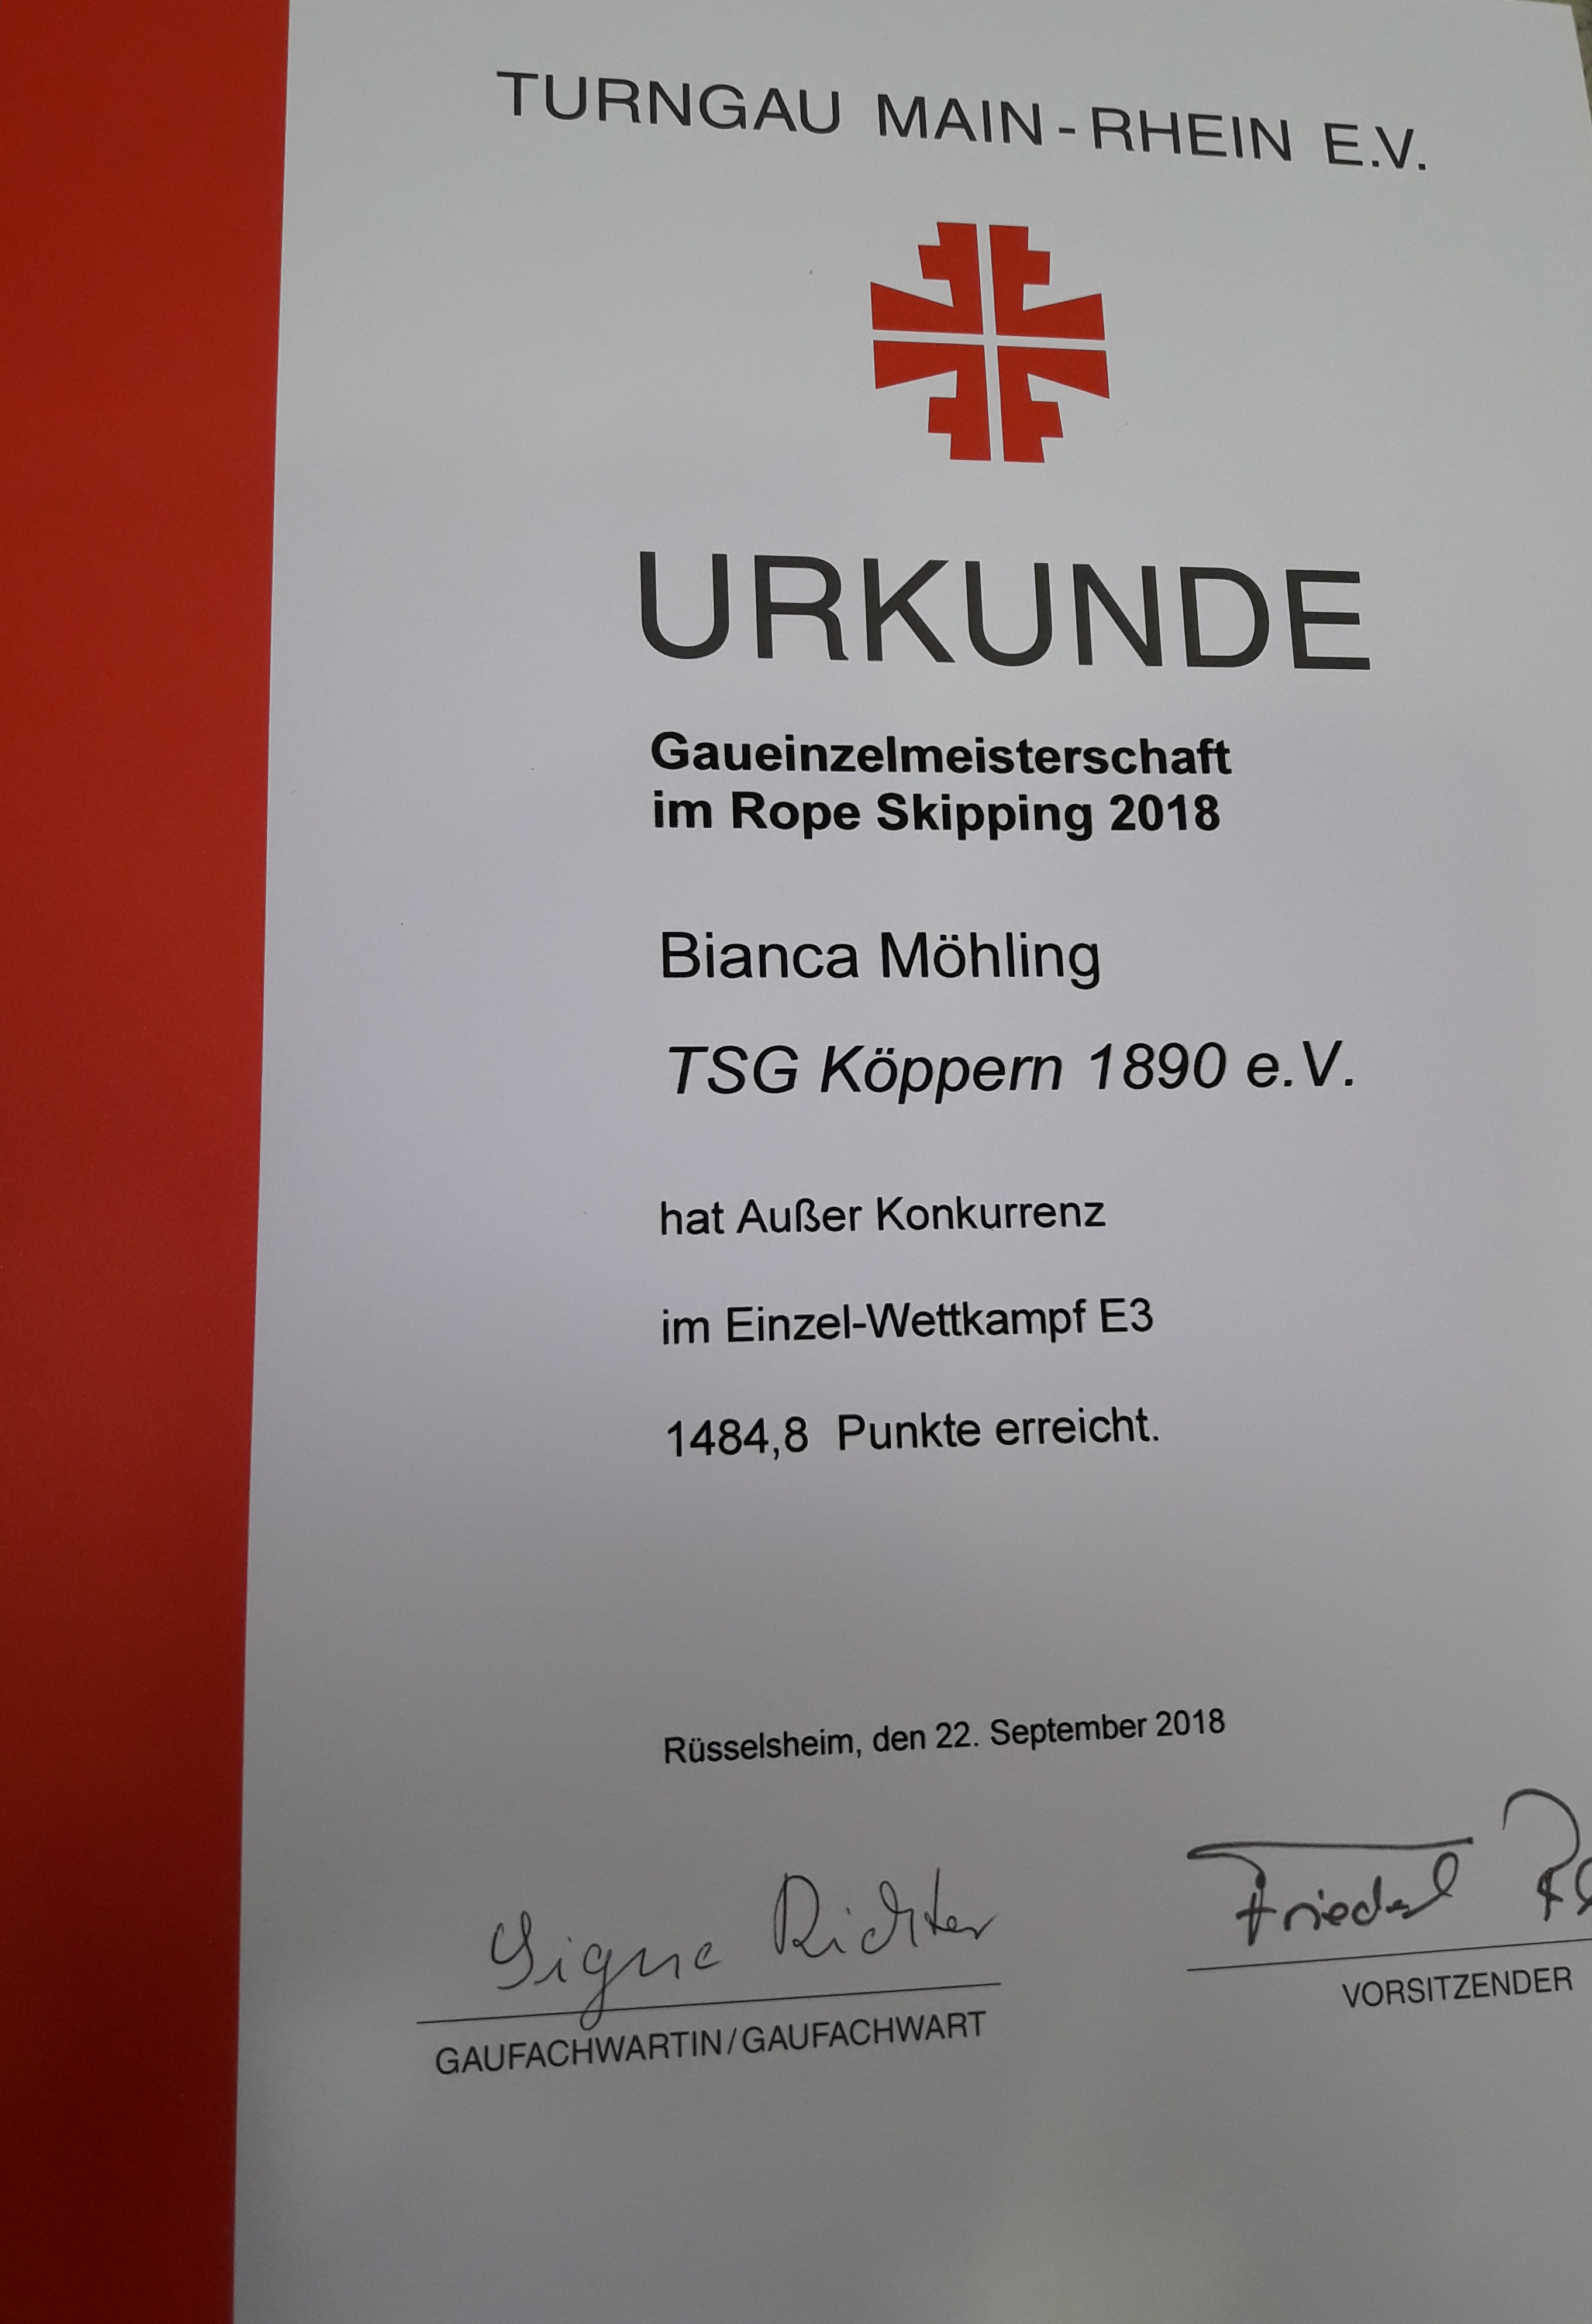 TURNGAU MAIN-RHEIN E.V.
URKUNDE
Gaueinzelmeisterschaft
im Rope Skipping 2018
Bianca Möhling
TSG Köppern 1890 e.V.
hat Außer Konkurrenz
im Einzel-Wettkampf E3
1484,8 Punkte erreicht.
Rüsselsheim, den 22. September 2018
Signe Richter Friedel
GAUFACHWARTIN/GAUFACHWART VORSITZENDER